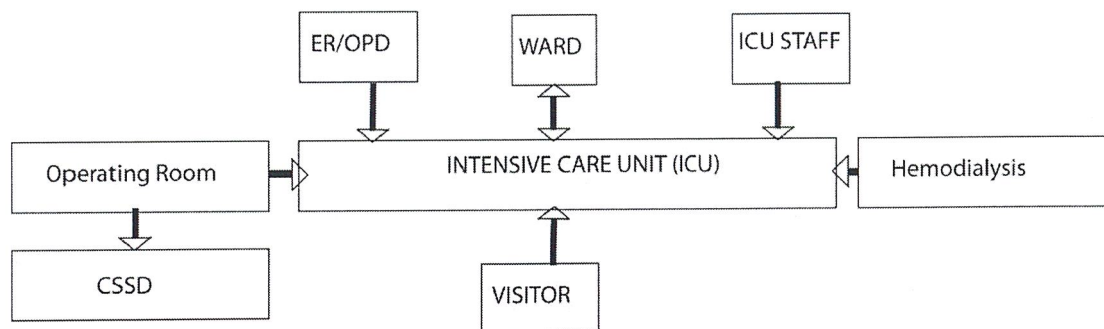 ER/OPD
WARD
ICU STAFF
Operating Room
INTENSIVE CARE UNIT (ICU)
Hemodialysis
CSSD
VISITOR